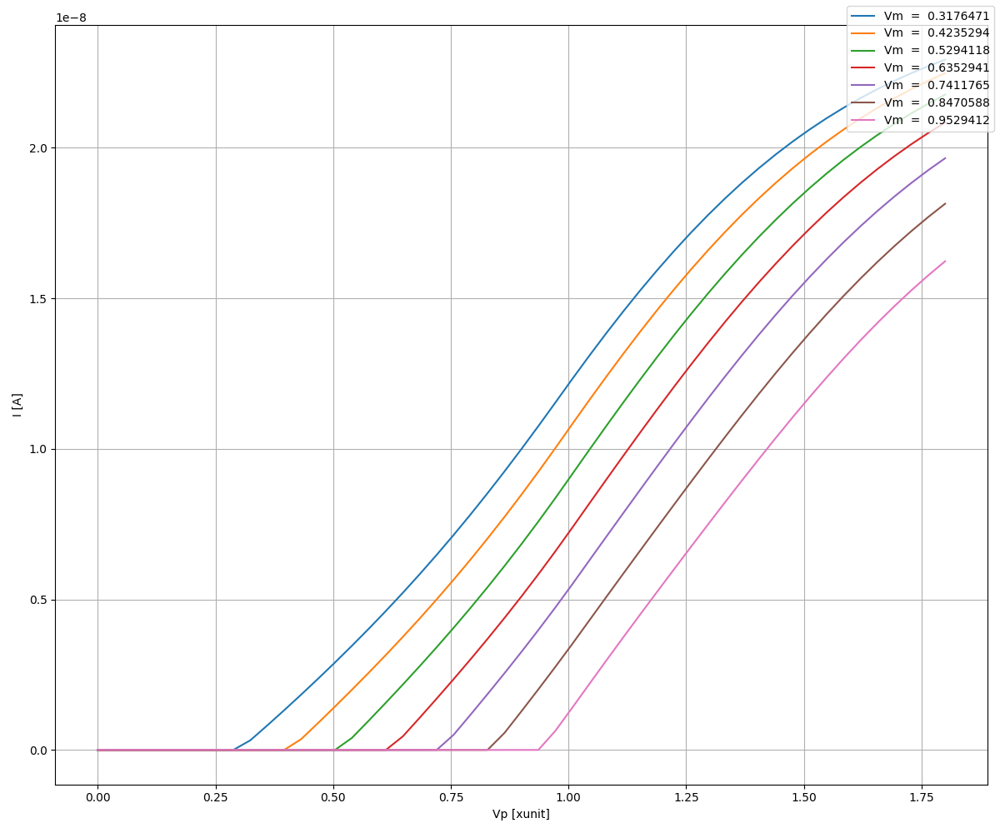 1e−8
Vm  =  0.3176471
Vm  =  0.4235294
Vm  =  0.5294118
Vm  =  0.6352941
Vm  =  0.7411765
Vm  =  0.8470588
Vm  =  0.9529412
2.0
1.5
1.0
0.5
0.0
I [A]
0.00 0.25 0.50 0.75 1.00 1.25 1.50 1.75
Vp [xunit]